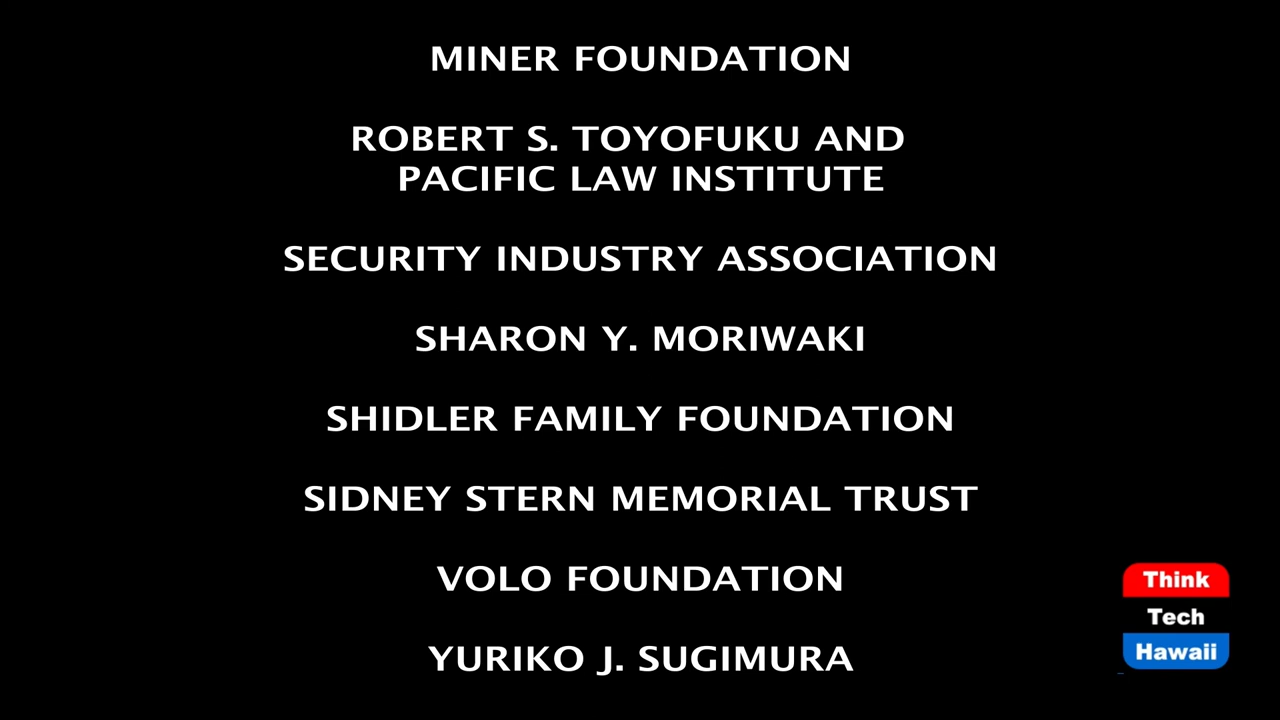 MINER FOUNDATION
ROBERT S. TOYOFUKU AND
PACIFIC LAW INSTITUTE
SECURITY INDUSTRY ASSOCIATION
SHARON Y. MORIWAKI
SHIDLER FAMILY FOUNDATION
SIDNEY STERN MEMORIAL TRUST
VOLO FOUNDATION
YURIKO J. SUGIMURA
Think
Tech
Hawaii